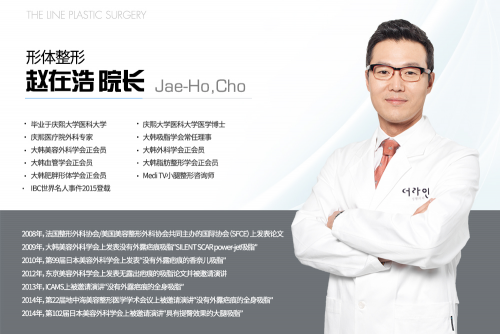 THE LINE PLASTIC SURGERY
形体整形
赵在浩 院长 Jae-Ho,Cho
· 毕业于庆熙大学医科大学
· 庆熙医疗院外科专家
· 大韩美容外科学会正会员
· 大韩血管学会正会员
· 大韩肥胖形体学会正会员
· IBC世界名人事件2015登载
· 庆熙大学医科大学医学博士
· 大韩吸脂学会常任理事
· 大韩外科学会正会员
· 大韩脂肪整形学会正会员
· Medi TV小腿整形咨询师
더라인
2008年，法国整形外科协会/美国美容整形外科协会共同主办的国际协会（SFCE）上发表论文
2009年，大韩美容外科学会上发表没有外露疤痕吸脂"SILENT SCAR power-jet吸脂"
2010年，第99届日本美容外科学会上发表"没有外露疤痕的香奈儿吸脂"
2012年，东京美容外科学会上发表无露出疤痕的吸脂论文并被邀请演讲
2013年，ICAMS上被邀请演讲"没有外露疤痕的全身吸脂"
2014年，第22届地中海美容整形医学学术会议上被邀请演讲"没有外露疤痕的全身吸脂"
2014年，第102届日本美容外科学会上被邀请演讲"具有提臀效果的大腿吸脂"